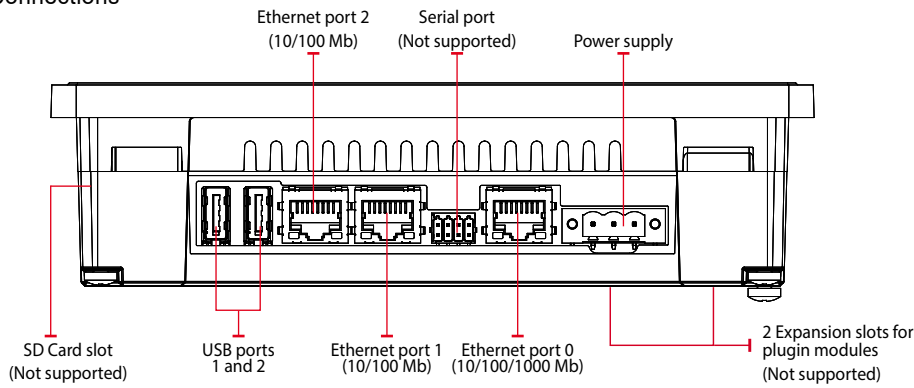 Connections
Ethernet port 2
(10/100 Mb)
Serial port
(Not supported)
Power supply
SD Card slot
(Not supported)
USB ports
1 and 2
Ethernet port 1
(10/100 Mb)
Ethernet port 0
(10/100/1000 Mb)
2 Expansion slots for
plugin modules
(Not supported)